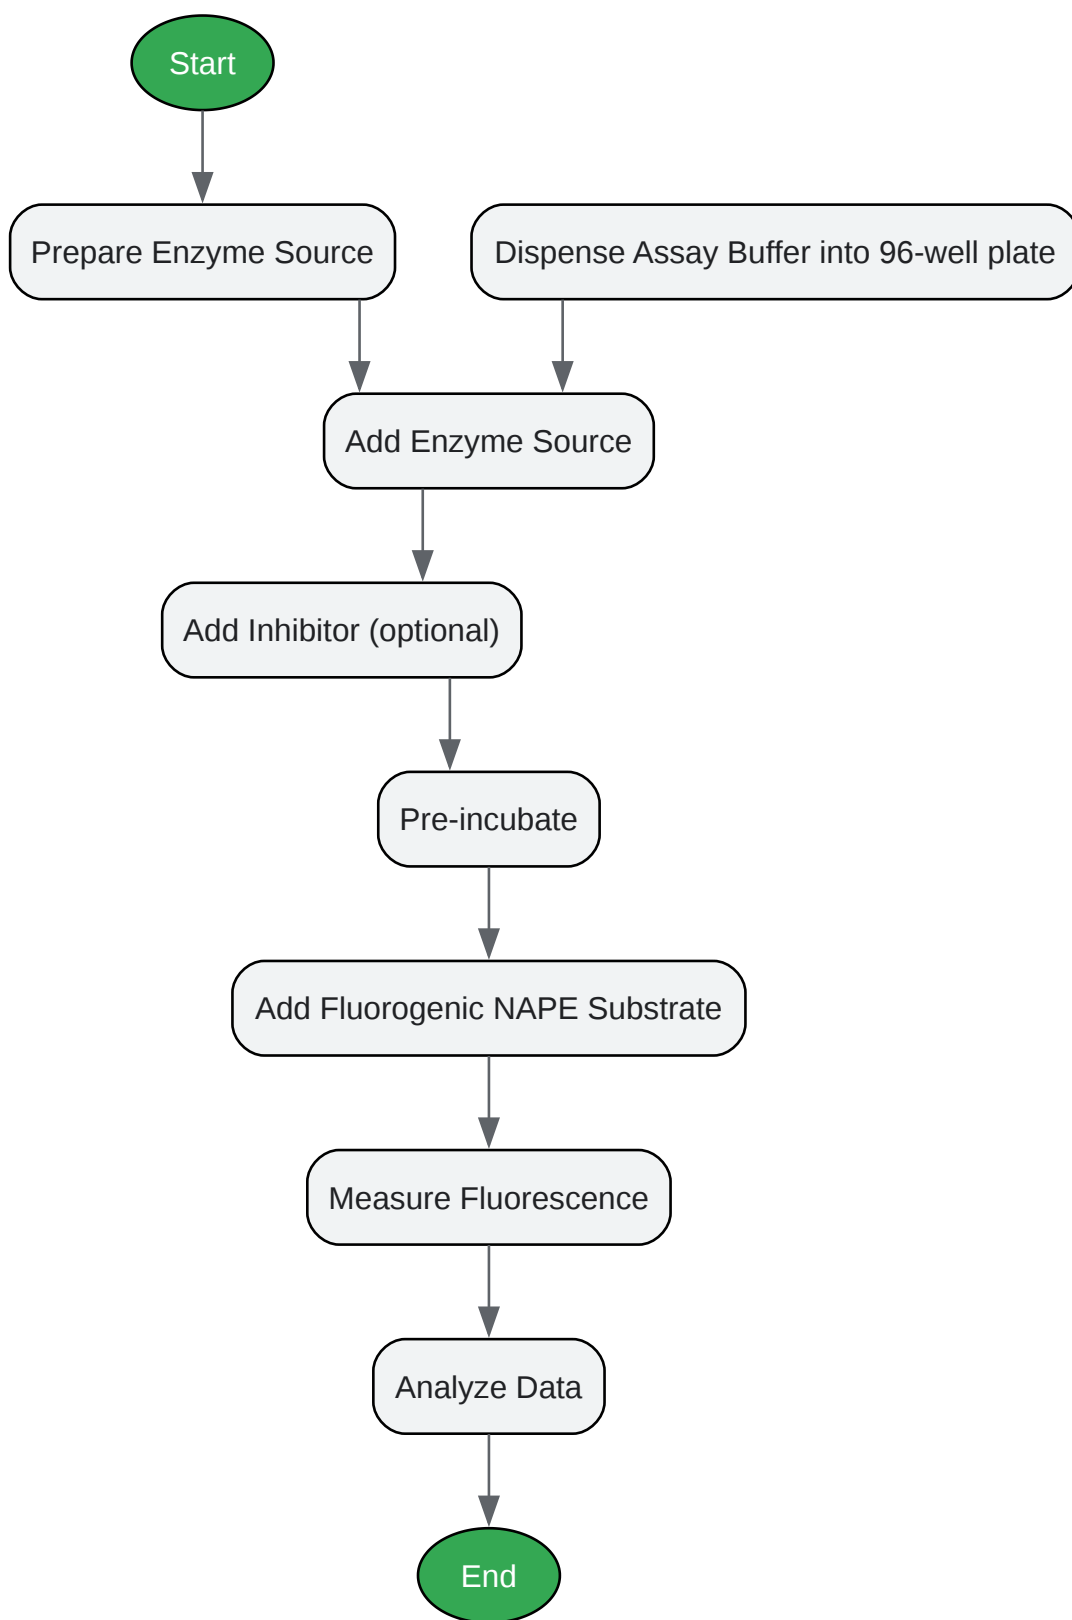 Start
Prepare Enzyme Source
Dispense Assay Buffer into 96-well plate
Add Enzyme Source
Add Inhibitor (optional)
Pre-incubate
Add Fluorogenic NAPE Substrate
Measure Fluorescence
Analyze Data
End